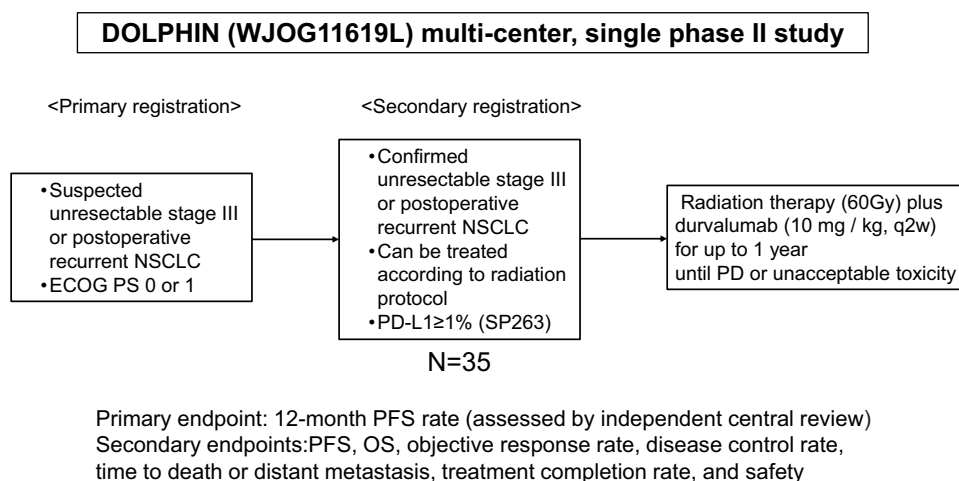 DOLPHIN (WJOG11619L) multi-center, single phase II study
<Primary registration>
<Secondary registration>
•Suspected
unresectable stage III
or postoperative
recurrent NSCLC
•ECOG PS 0 or 1
•Confirmed
unresectable stage III
or postoperative
recurrent NSCLC
•Can be treated
according to radiation
protocol
•PD-L1≥1% (SP263)
N=35
Radiation therapy (60Gy) plus
durvalumab (10 mg / kg, q2w)
for up to 1 year
until PD or unacceptable toxicity
Primary endpoint: 12-month PFS rate (assessed by independent central review)
Secondary endpoints:PFS, OS, objective response rate, disease control rate,
time to death or distant metastasis, treatment completion rate, and safety